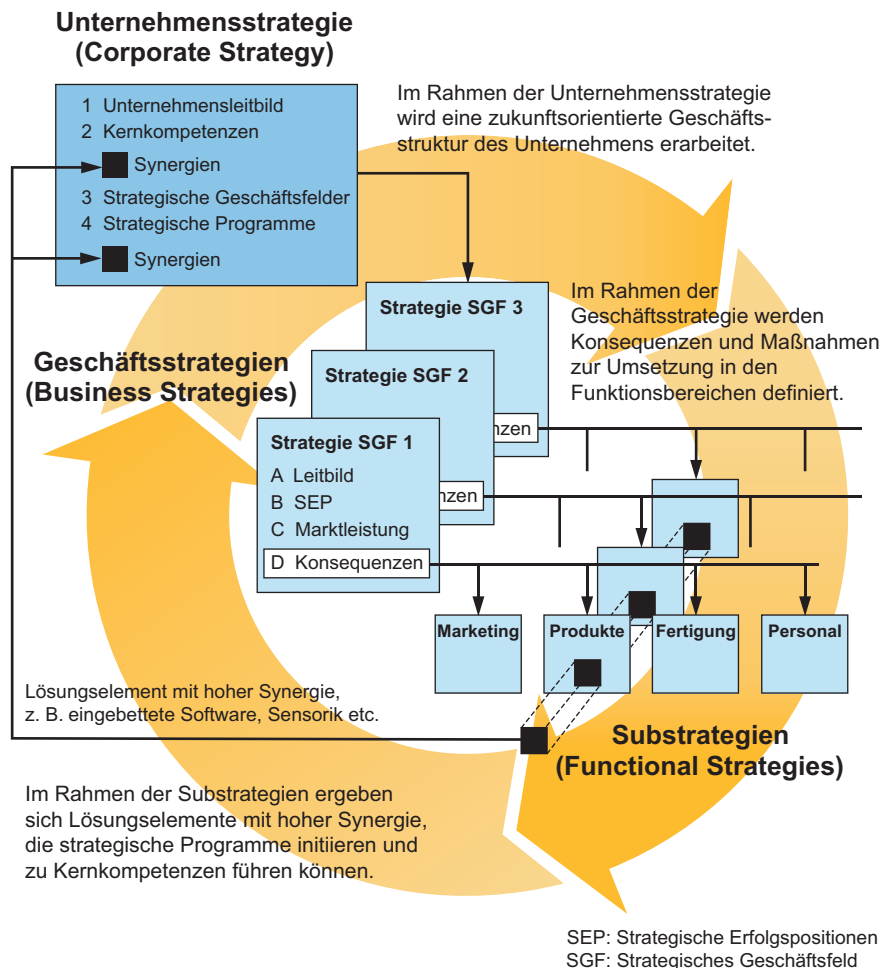 Unternehmensstrategie
(Corporate Strategy)
1 Unternehmensleitbild
2 Kernkompetenzen
Synergien
3 Strategische Geschäftsfelder
4 Strategische Programme
Synergien
Im Rahmen der Unternehmensstrategie
wird eine zukunftsorientierte Geschäfts-
struktur des Unternehmens erarbeitet.
Strategie SGF 3
nzen
Im Rahmen der
Geschäftsstrategie werden
Konsequenzen und Maßnahmen
zur Umsetzung in den
Funktionsbereichen definiert.
Geschäftsstrategien
(Business Strategies)
Strategie SGF 2
nzen
Strategie SGF 1
A Leitbild
B SEP
C Marktleistung
D Konsequenzen
Marketing
Produkte
Fertigung
Personal
Lösungselement mit hoher Synergie,
z. B. eingebettete Software, Sensorik etc.
Substrategien
(Functional Strategies)
Im Rahmen der Substrategien ergeben
sich Lösungselemente mit hoher Synergie,
die strategische Programme initiieren und
zu Kernkompetenzen führen können.
SEP: Strategische Erfolgspositionen
SGF: Strategisches Geschäftsfeld